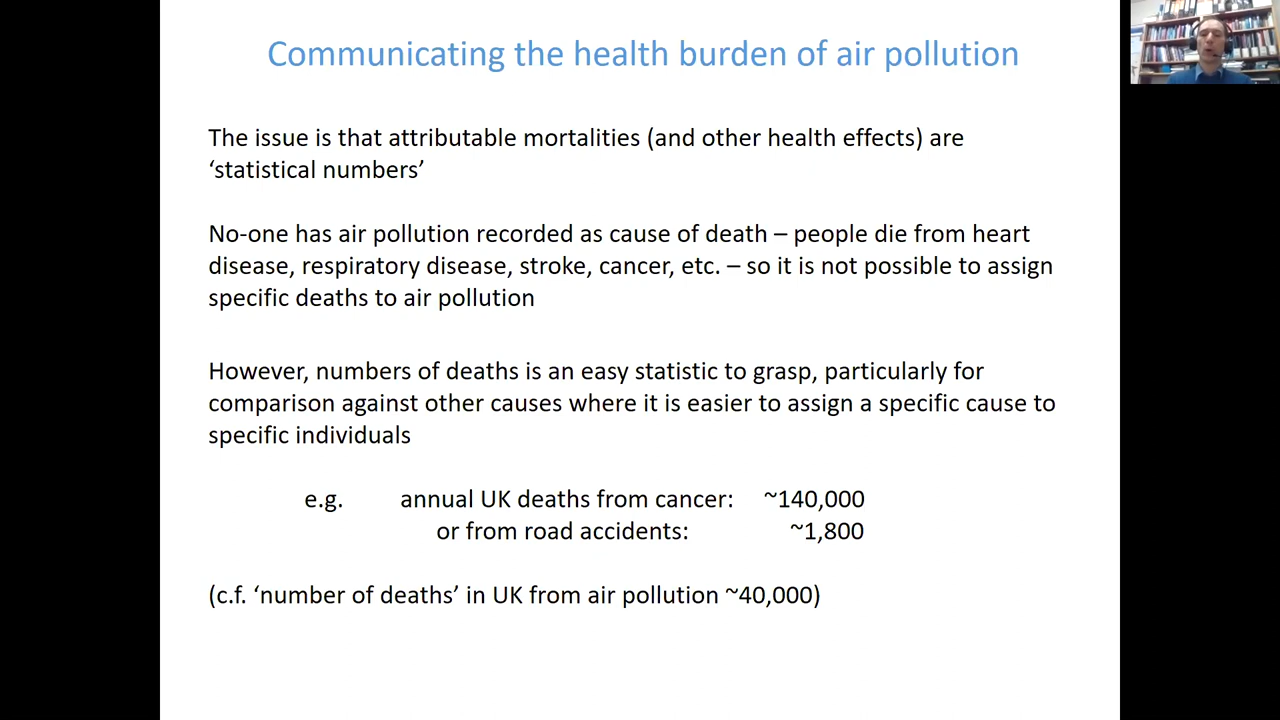 Communicating the health burden of air pollution
The issue is that attributable mortalities (and other health effects) are
‘statistical numbers’
No-one has air pollution recorded as cause of death – people die from heart
disease, respiratory disease, stroke, cancer, etc. – so it is not possible to assign
specific deaths to air pollution
However, numbers of deaths is an easy statistic to grasp, particularly for
comparison against other causes where it is easier to assign a specific cause to
specific individuals
e.g. annual UK deaths from cancer: ~140,000
or from road accidents: ~1,800
(c.f. ‘number of deaths’ in UK from air pollution ~40,000)